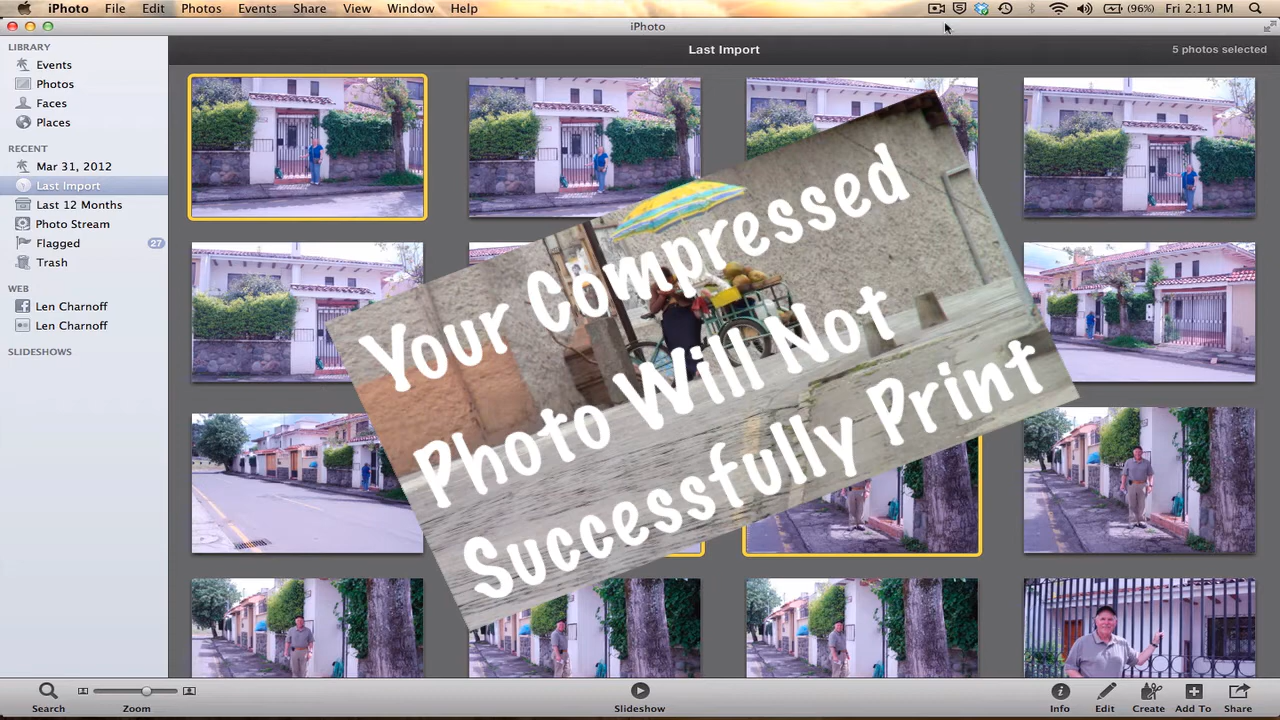 iPhoto File Edit Photos Events Share View Window Help (96%) Fri 2:11 PM
iPhoto
LIBRARY
Events
Photos
Faces
Places
RECENT
Mar 31, 2012
Last Import
Last 12 Months
Photo Stream
Flagged 27
Trash
WEB
Len Charnoff
Len Charnoff
SLIDESHOWS
Last Import 5 photos selected
Your Compressed
Photo Will Not
Successfully Print
Search Zoom Slideshow Info Edit Create Add To Share